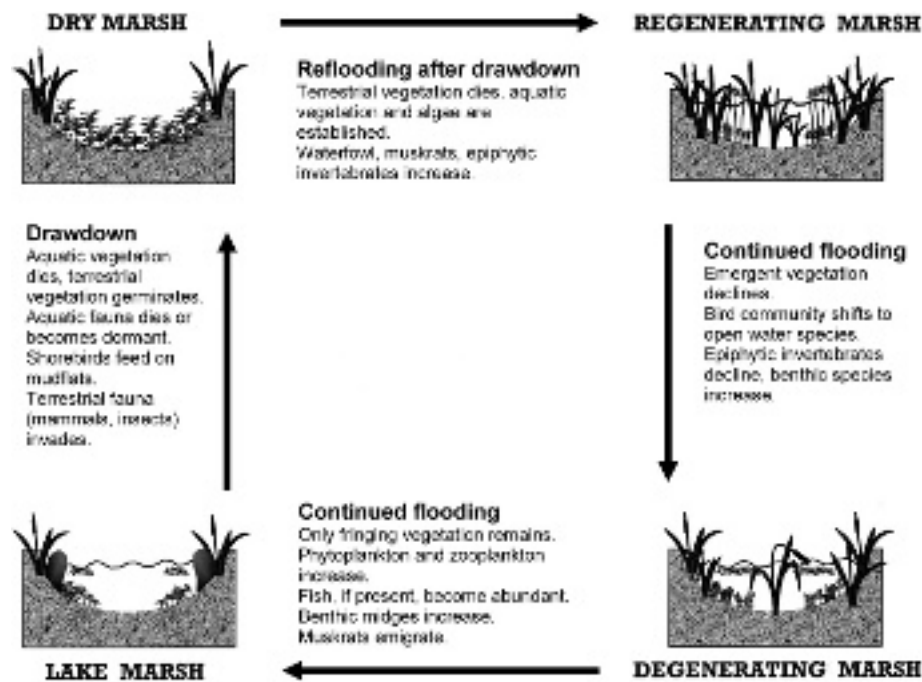 DRY MARSH
REGENERATING MARSH
Reflooding after drawdown
Terrestrial vegetation dies, aquatic
vegetation and algae are
established.
Waterfowl, muskrats, epiphytic
invertebrates increase.
Drawdown
Aquatic vegetation
dies, terrestrial
vegetation germinates.
Aquatic fauna dies or
becomes dormant.
Shorebirds feed on
mudflats.
Terrestrial fauna
(mammals, insects)
invades.
Continued flooding
Emergent vegetation
declines.
Bird community shifts to
open water species.
Epiphytic invertebrates
decline, benthic species
increase.
Continued flooding
Only fringing vegetation remains.
Phytoplankton and zooplankton
increase.
Fish, if present, become abundant.
Benthic midges increase.
Muskrats emigrate.
LAKE MARSH
DEGENERATING MARSH